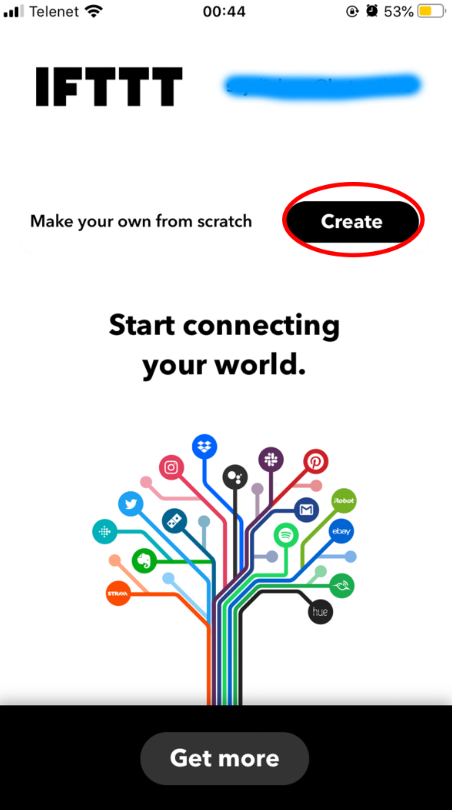 Telenet 00:44 53%
IFTTT
Make your own from scratch Create
Start connecting
your world.
iRobot
ebay
STRAVA
hue
Get more